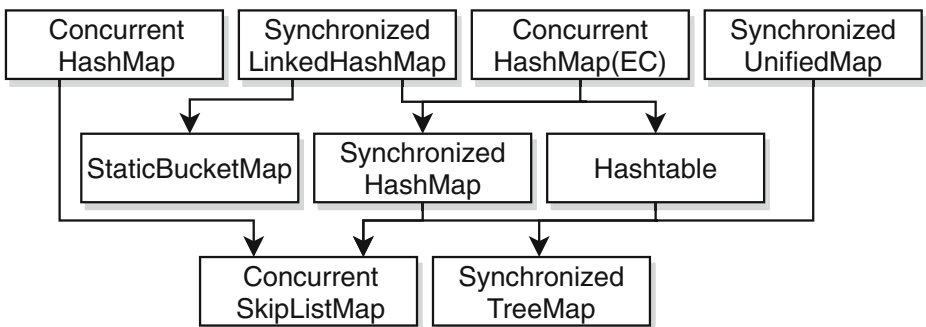 Concurrent
HashMap
Synchronized
LinkedHashMap
Concurrent
HashMap(EC)
Synchronized
UnifiedMap
StaticBucketMap
Synchronized
HashMap
Hashtable
Concurrent
SkipListMap
Synchronized
TreeMap